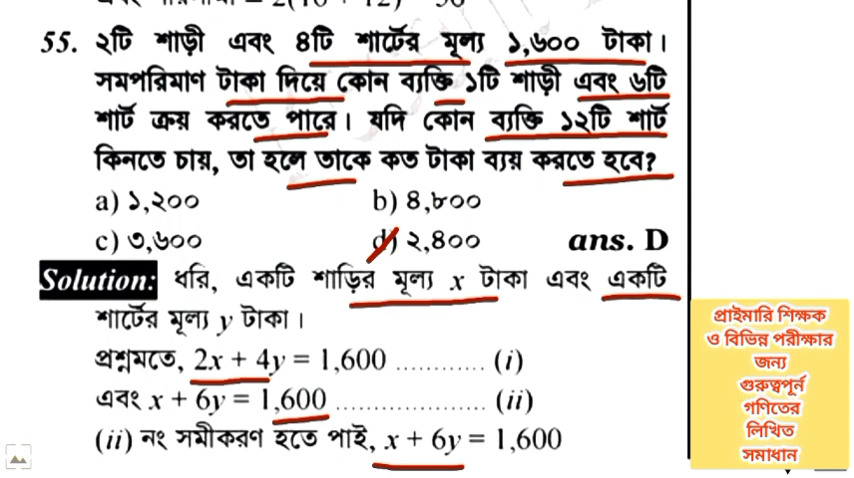 55. ২টি শাড়ী এবং ৪টি শার্টের মূল্য ১,৬০০ টাকা।
সমপরিমাণ টাকা দিয়ে কোন ব্যক্তি ১টি শাড়ী এবং ৬টি
শার্ট ক্রয় করতে পারে। যদি কোন ব্যক্তি ১২টি শার্ট
কিনতে চায়, তা হলে তাকে কত টাকা ব্যয় করতে হবে?
a) ১,২০০ b) ৪,৮০০
c) ৩,৬০০ d) ২,৪০০ ans. D
Solution: ধরি, একটি শাড়ির মূল্য x টাকা এবং একটি
শার্টের মূল্য y টাকা।
প্রশ্নমতে, 2x + 4y = 1,600 ............ (i)
এবং x + 6y = 1,600 .................... (ii)
(ii) নং সমীকরণ হতে পাই, x + 6y = 1,600
প্রাইমারি শিক্ষক
ও বিভিন্ন পরীক্ষার
জন্য
গুরুত্বপূর্ন
গণিতের
লিখিত
সমাধান